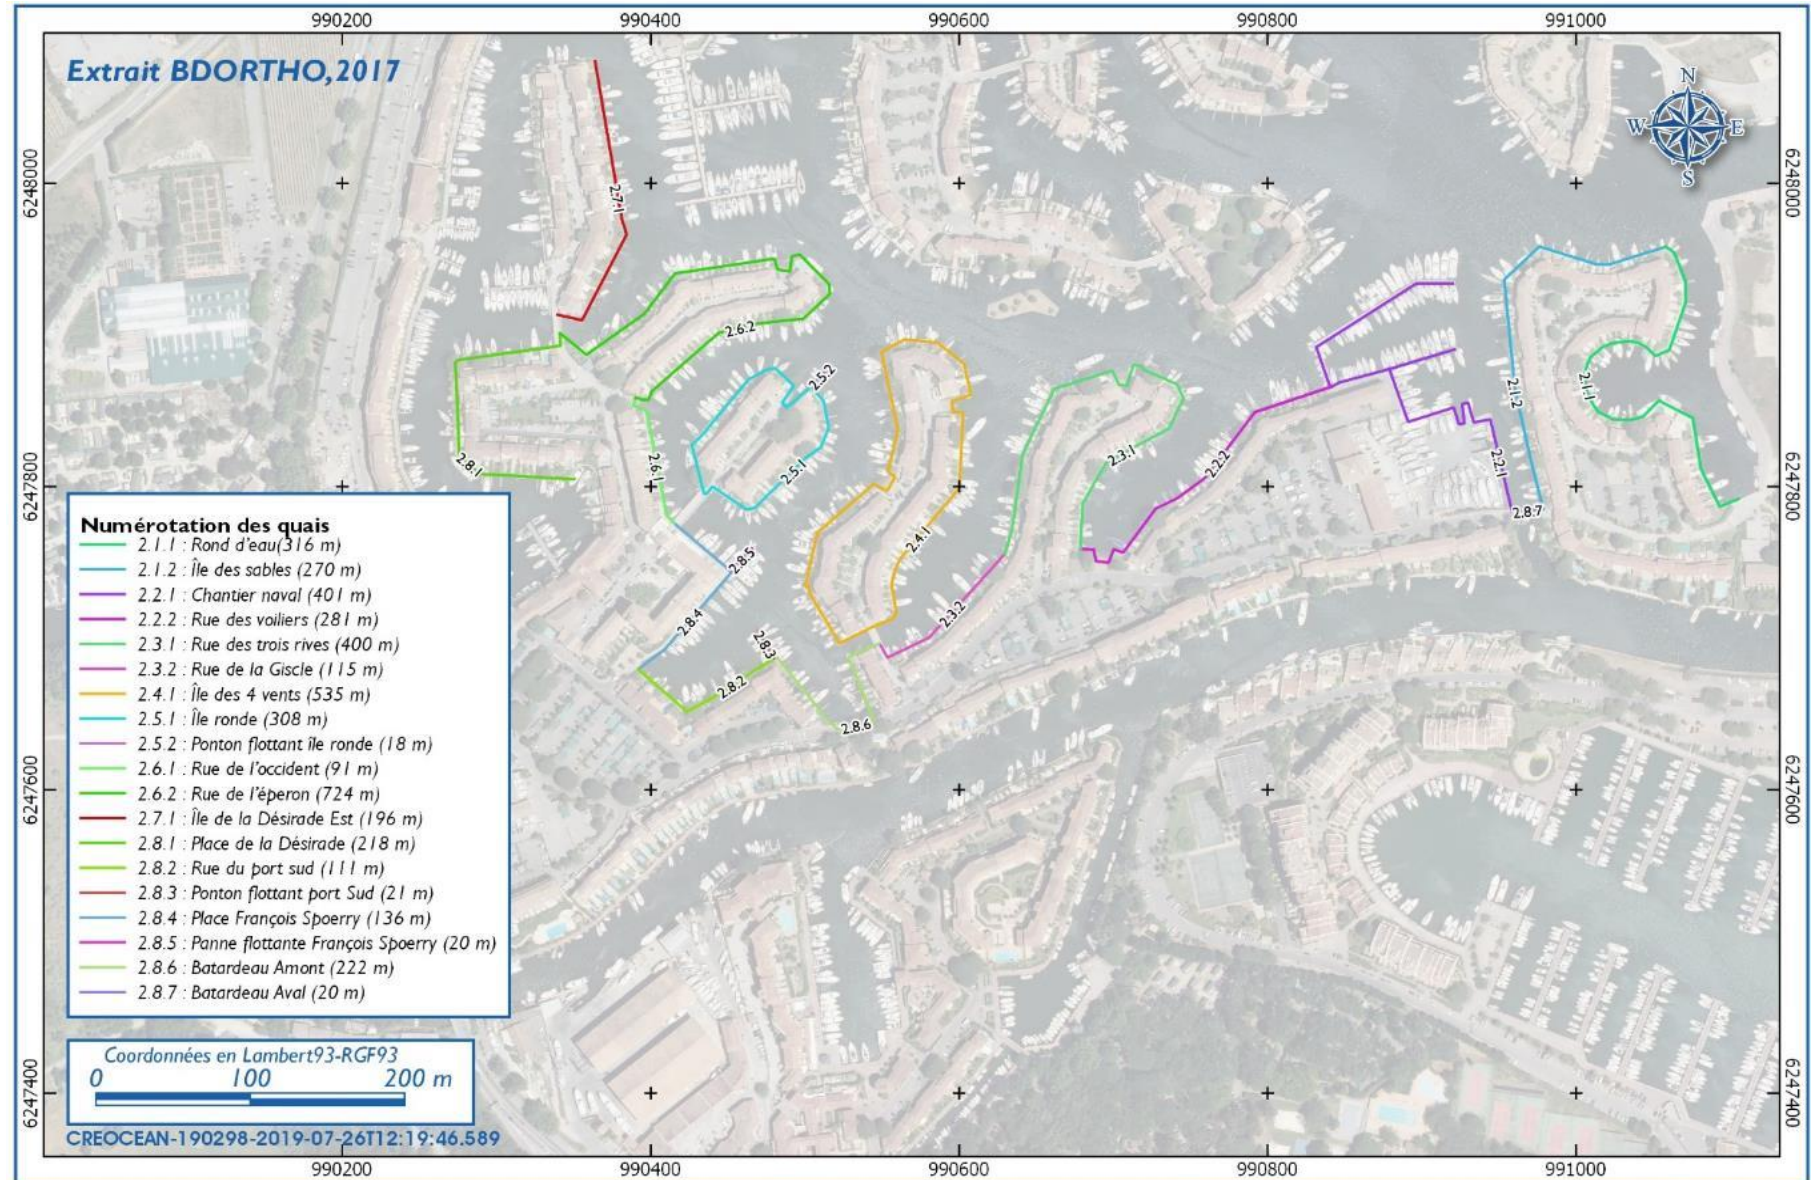 990200 990400 990600 990800 991000
Extrait BDORTHO,2017
N
W E
S
6248000 6248000
2.7.1
2.6.2
2.1.1
2.5.2
2.1.2
2.3.1
2.2.2
2.8.1
2.6.1
2.5.1
2.2.1
6247800 6247800
2.8.7
2.4.1
2.8.5
2.3.2
2.8.4
2.8.3
2.8.2
2.8.6
Numérotation des quais
2.1.1 : Rond d'eau(316 m)
2.1.2 : Île des sables (270 m)
2.2.1 : Chantier naval (401 m)
2.2.2 : Rue des voiliers (281 m)
2.3.1 : Rue des trois rives (400 m)
2.3.2 : Rue de la Giscle (115 m)
2.4.1 : Île des 4 vents (535 m)
2.5.1 : Île ronde (308 m)
2.5.2 : Ponton flottant île ronde (18 m)
2.6.1 : Rue de l'occident (91 m)
2.6.2 : Rue de l'éperon (724 m)
2.7.1 : Île de la Désirade Est (196 m)
2.8.1 : Place de la Désirade (218 m)
2.8.2 : Rue du port sud (111 m)
2.8.3 : Ponton flottant port Sud (21 m)
2.8.4 : Place François Spoerry (136 m)
2.8.5 : Panne flottante François Spoerry (20 m)
2.8.6 : Batardeau Amont (222 m)
2.8.7 : Batardeau Aval (20 m)
6247600 6247600
Coordonnées en Lambert93-RGF93
0 100 200 m
6247400 6247400
CREOCEAN-190298-2019-07-26T12:19:46.589
990200 990400 990600 990800 991000